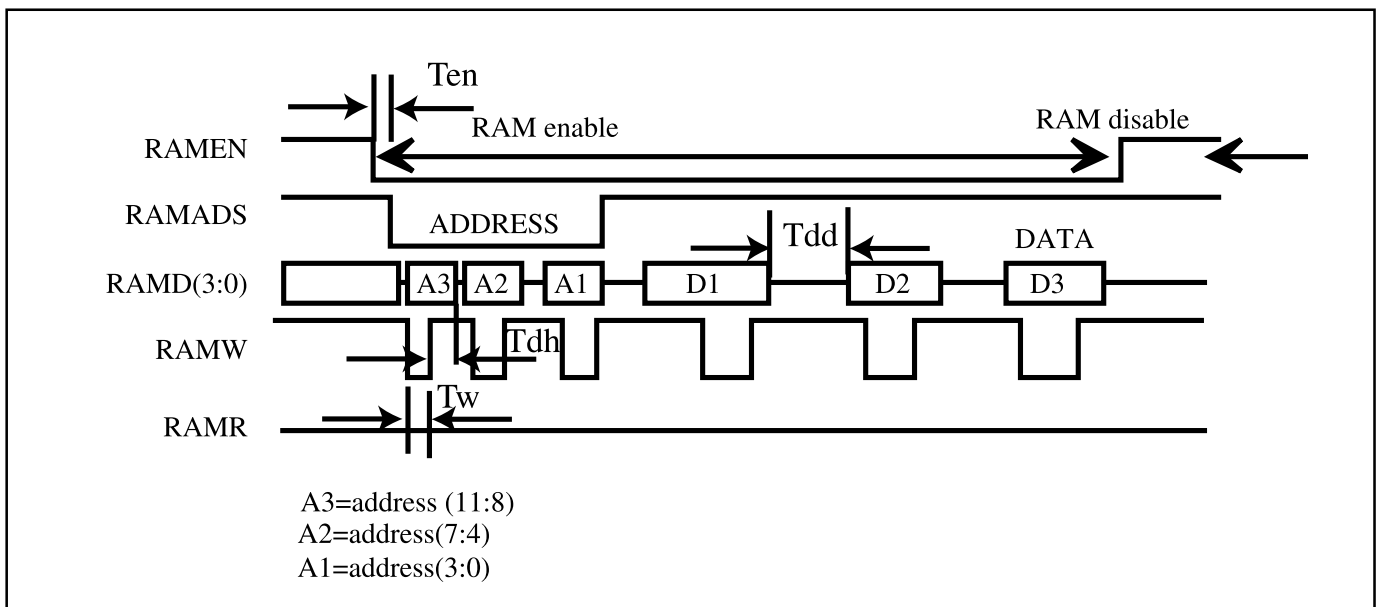 Ten
RAM enable
RAM disable
RAMEN
RAMADS
ADDRESS
Tdd
DATA
RAMD(3:0)
A3
A2
A1
D1
D2
D3
RAMW
Tdh
Tw
RAMR
A3=address (11:8)
A2=address(7:4)
A1=address(3:0)